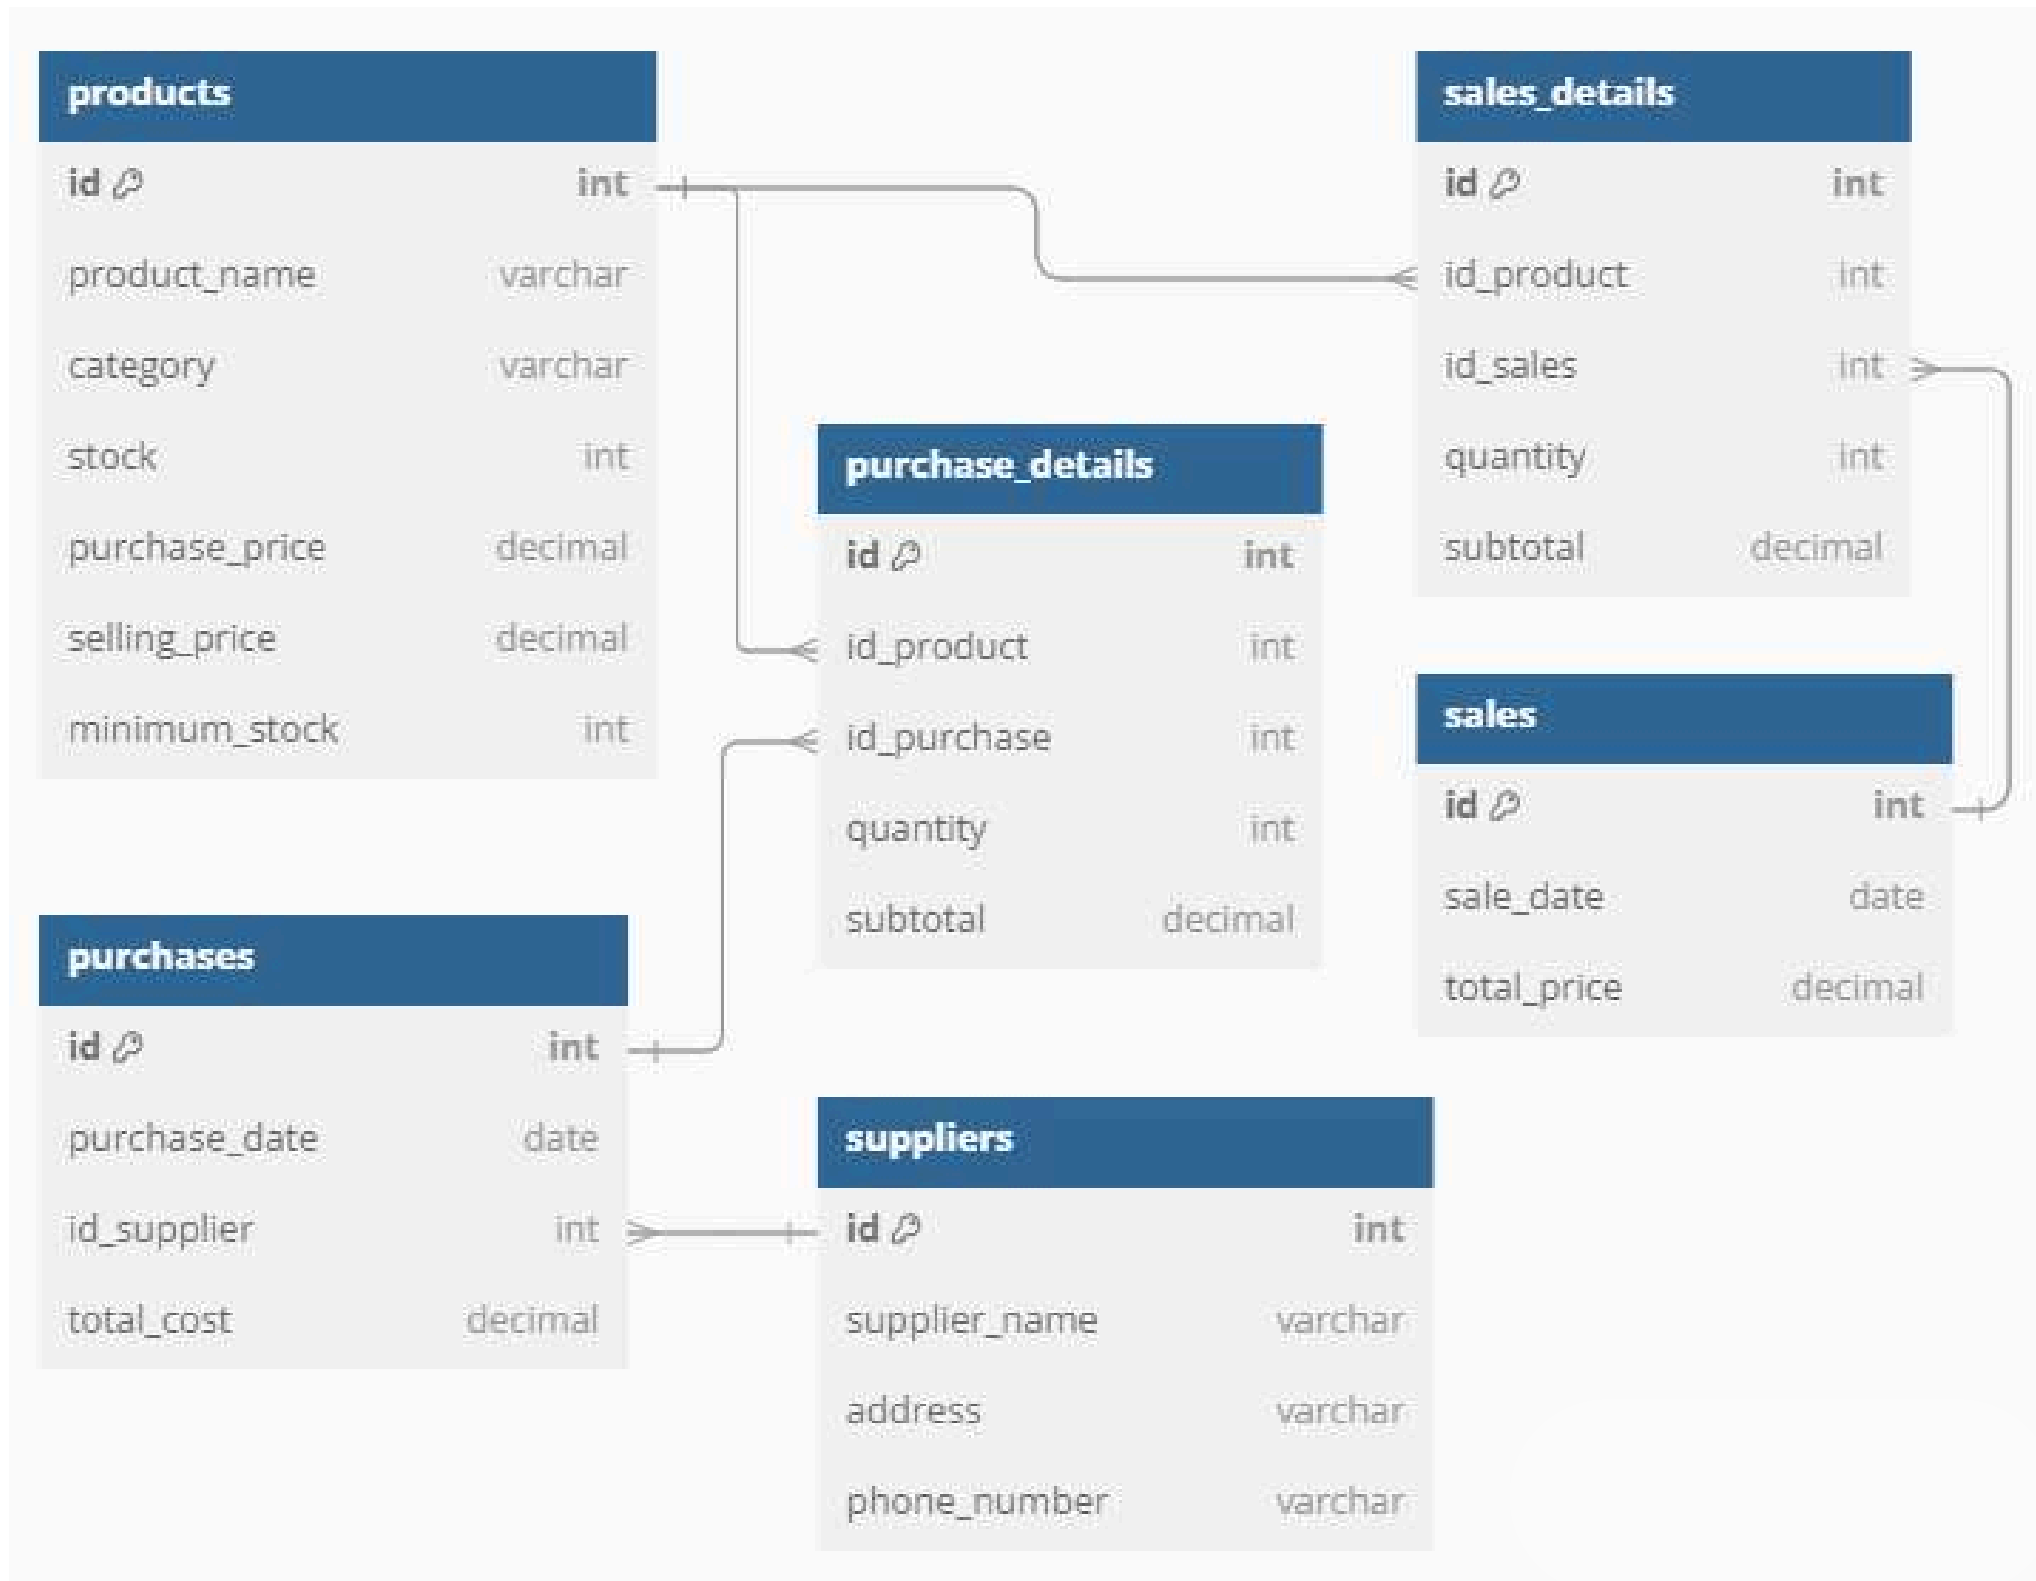 products
id int
product_name varchar
category varchar
stock int
purchase_price decimal
selling_price decimal
minimum_stock int
sales_details
id int
id_product int
id_sales int
quantity int
subtotal decimal
purchase_details
id int
id_product int
id_purchase int
quantity int
subtotal decimal
sales
id int
sale_date date
total_price decimal
purchases
id int
purchase_date date
id_supplier int
total_cost decimal
suppliers
id int
supplier_name varchar
address varchar
phone_number varchar